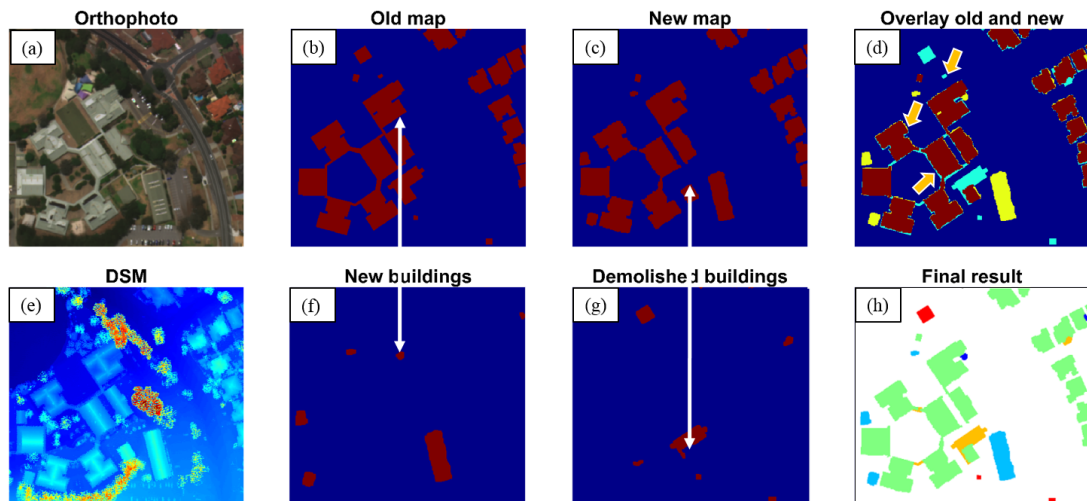 Orthophoto
Old map
New map
Overlay old and new
(a)
(b)
(c)
(d)
DSM
New buildings
Demolished buildings
Final result
(e)
(f)
(g)
(h)